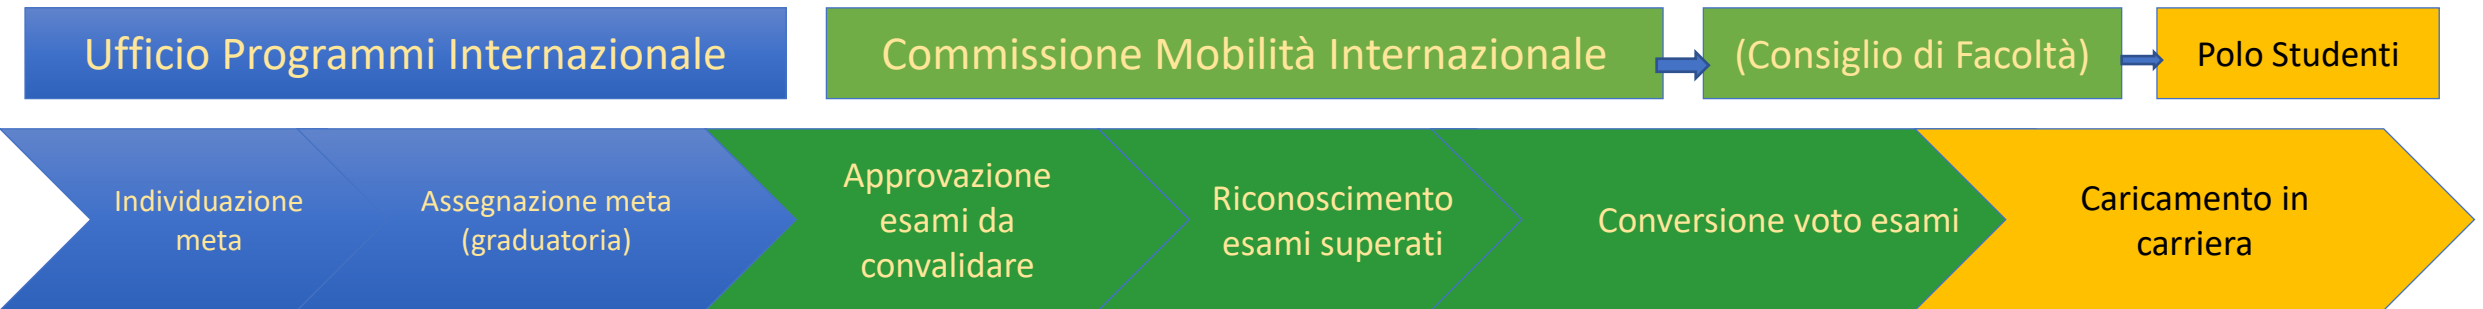 Ufficio Programmi Internazionale
Commissione Mobilità Internazionale
(Consiglio di Facoltà)
Polo Studenti
Individuazione
meta
Assegnazione meta
(graduatoria)
Approvazione
esami da
convalidare
Riconoscimento
esami superati
Conversione voto esami
Caricamento in
carriera